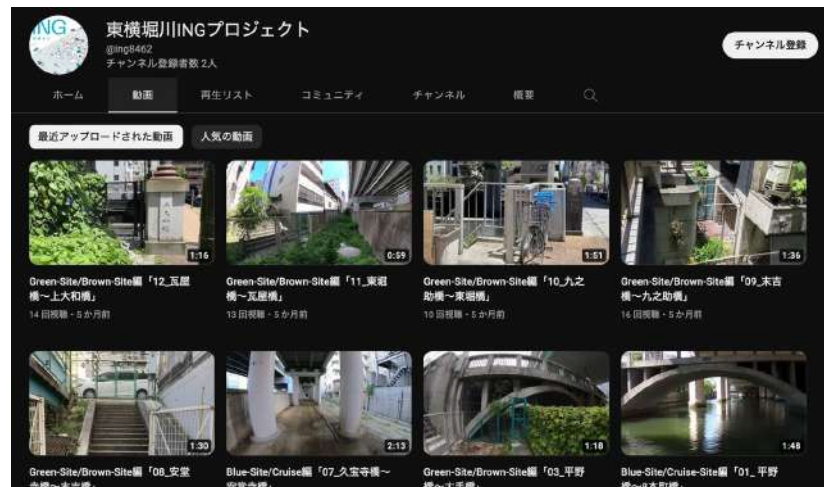 ING
東横堀川INGプロジェクト
@ing8462
チャンネル登録者数 2人
チャンネル登録
ホーム
動画
再生リスト
コミュニティ
チャンネル
概要
最近アップロードされた動画
人気の動画
1:16
0:59
1:51
1:36
Green-Site/Brown-Site編「12_瓦屋
橋〜上大和橋」
14 回視聴・5 か月前
Green-Site/Brown-Site編「11_東堀
橋〜瓦屋橋」
13 回視聴・5 か月前
Green-Site/Brown-Site編「10_九之
助橋〜東堀橋」
10 回視聴・5 か月前
Green-Site/Brown-Site編「09_末吉
橋〜九之助橋」
16 回視聴・5 か月前
1:30
2:13
1:18
1:48
Green-Site/Brown-Site編「08_安堂
Blue-Site/Cruise編「07_久宝寺橋〜
Green-Site/Brown-Site編「03_平野
Blue-Site/Cruise-Site編「01_ 平野